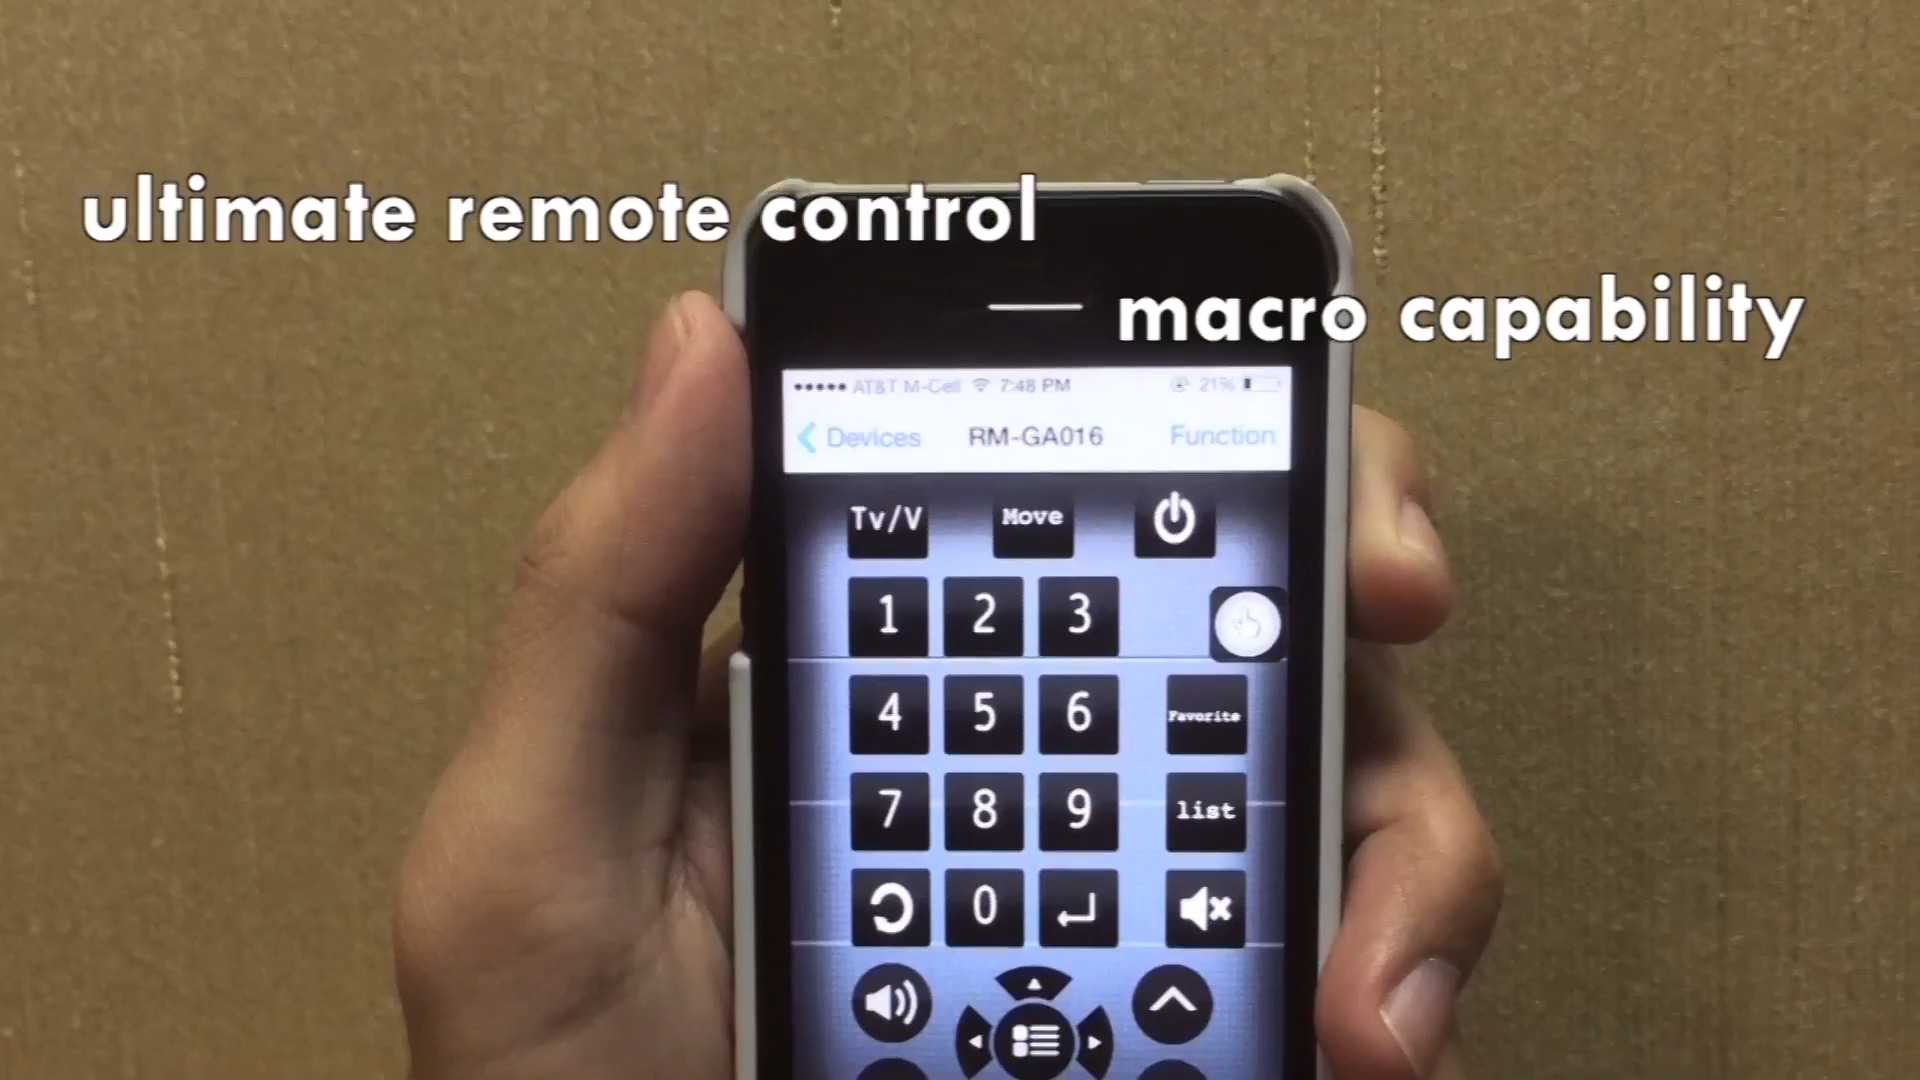 ultimate remote control
macro capability
AT&T M-Cell 7:48 PM 21%
Devices RM-GA016 Function
Tv/V Move
1 2 3
4 5 6 Favorite
7 8 9 list
0